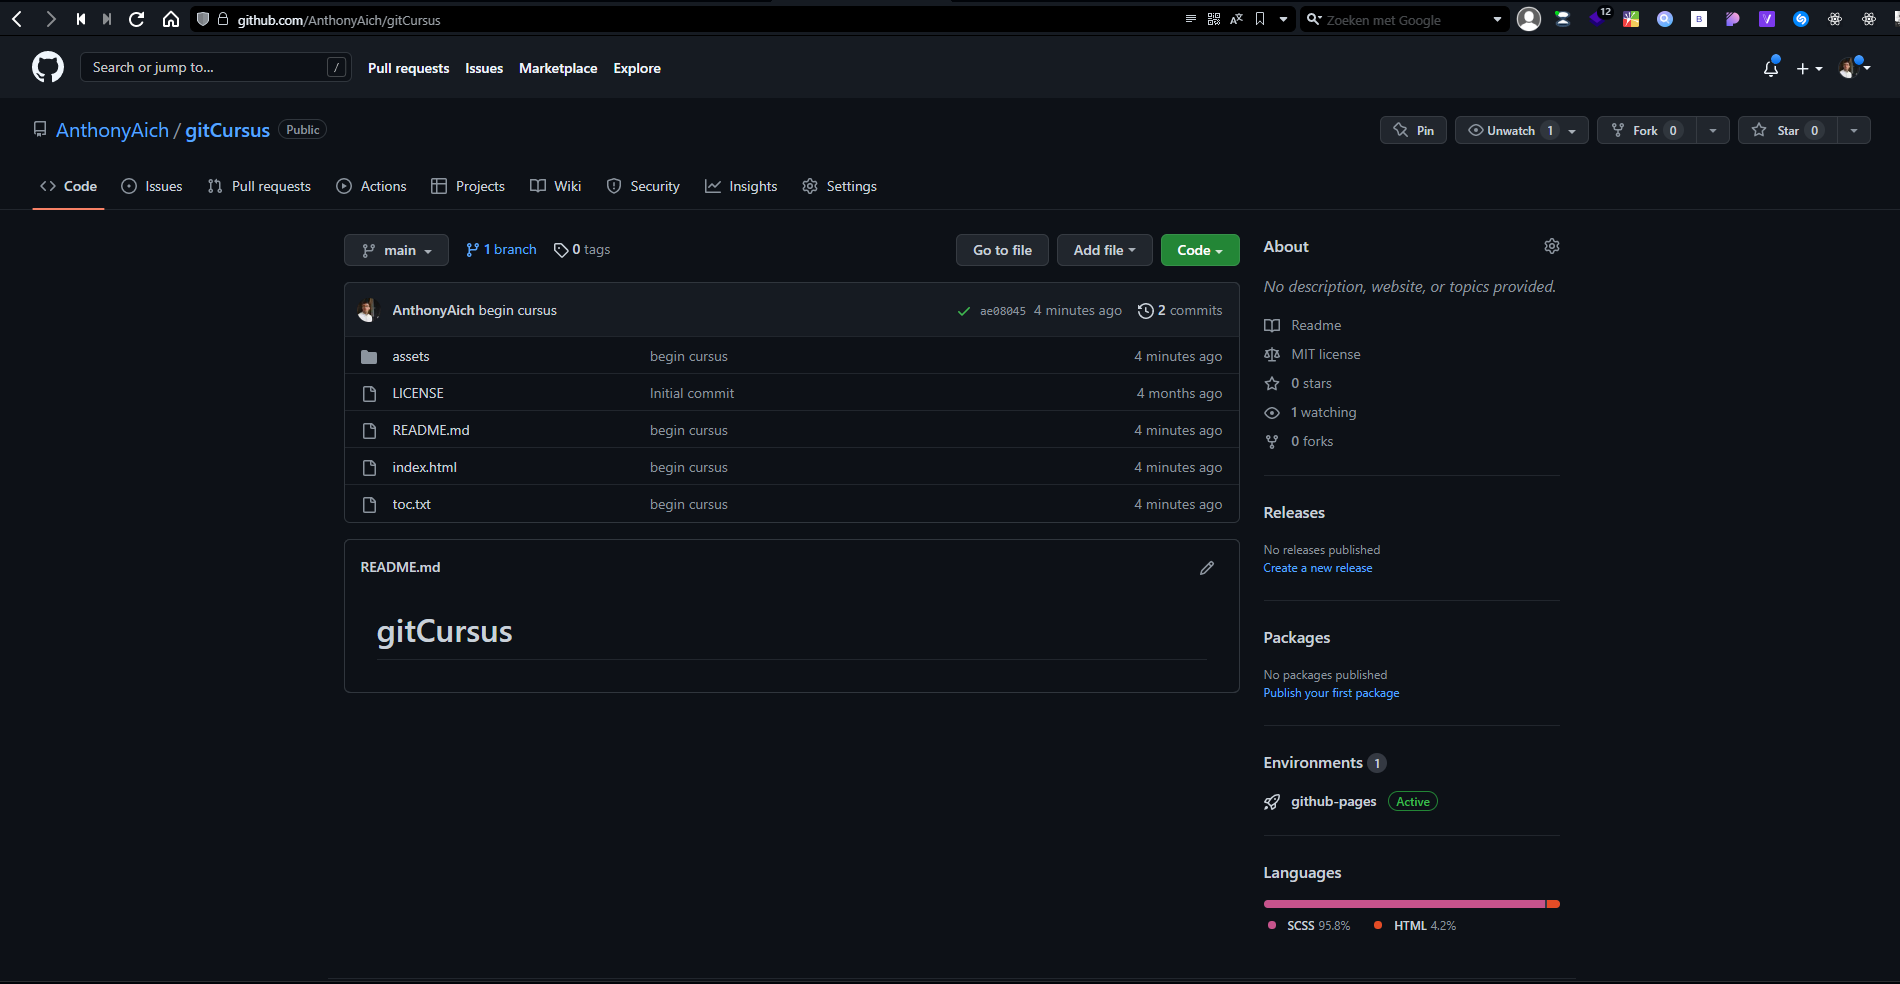 github.com/AnthonyAich/gitCursus
Zoeken met Google
12
B
Search or jump to...
/
Pull requests
Issues
Marketplace
Explore
AnthonyAich / gitCursus
Public
Pin
Unwatch 1
Fork 0
Star 0
Code
Issues
Pull requests
Actions
Projects
Wiki
Security
Insights
Settings
main
1 branch
0 tags
Go to file
Add file
Code
AnthonyAich begin cursus
ae08045 4 minutes ago
2 commits
assets begin cursus 4 minutes ago
LICENSE Initial commit 4 months ago
README.md begin cursus 4 minutes ago
index.html begin cursus 4 minutes ago
toc.txt begin cursus 4 minutes ago
README.md
gitCursus
About
No description, website, or topics provided.
Readme
MIT license
0 stars
1 watching
0 forks
Releases
No releases published
Create a new release
Packages
No packages published
Publish your first package
Environments 1
github-pages Active
Languages
SCSS 95.8% HTML 4.2%